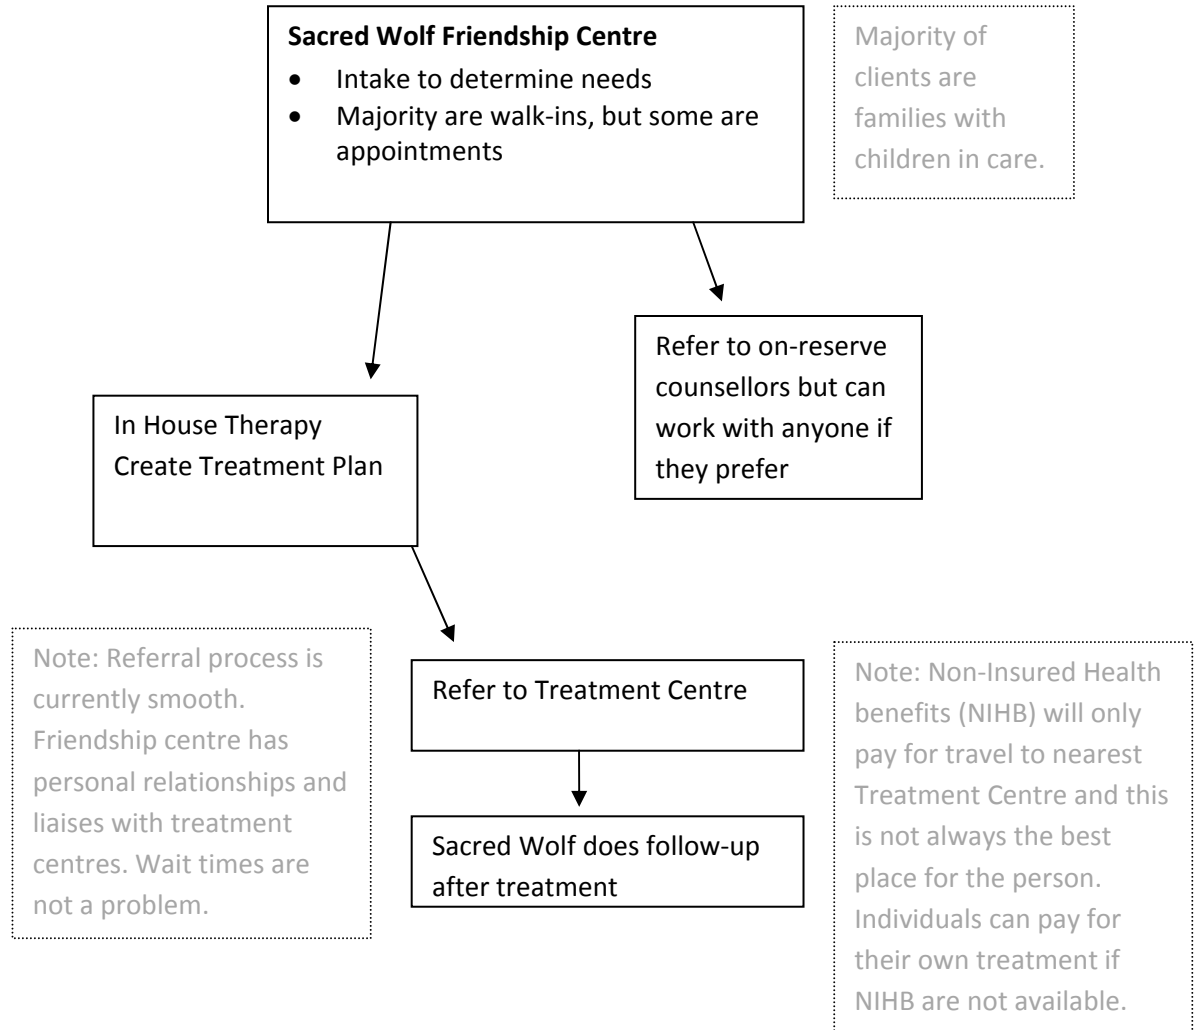 Sacred Wolf Friendship Centre
• Intake to determine needs
• Majority are walk-ins, but some are
appointments
Majority of
clients are
families with
children in care.
Refer to on-reserve
counsellors but can
work with anyone if
they prefer
In House Therapy
Create Treatment Plan
Note: Referral process is
currently smooth.
Friendship centre has
personal relationships and
liaises with treatment
centres. Wait times are
not a problem.
Refer to Treatment Centre
Sacred Wolf does follow-up
after treatment
Note: Non-Insured Health
benefits (NIHB) will only
pay for travel to nearest
Treatment Centre and this
is not always the best
place for the person.
Individuals can pay for
their own treatment if
NIHB are not available.